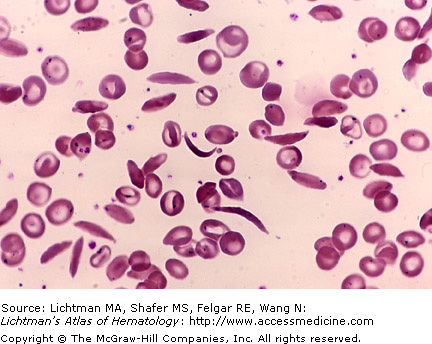 Source: Lichtman MA, Shafer MS, Felgar RE, Wang N:
Lichtman's Atlas of Hematology: http://www.accessmedicine.com
Copyright © The McGraw-Hill Companies, Inc. All rights reserved.